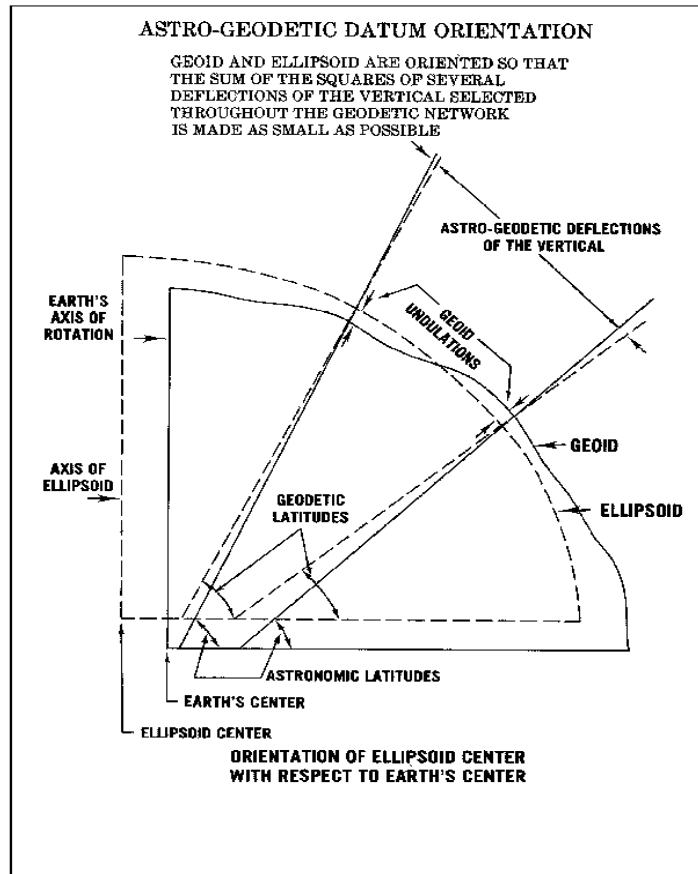 ASTRO-GEODETIC DATUM ORIENTATION
GEOID AND ELLIPSOID ARE ORIENTED SO THAT
THE SUM OF THE SQUARES OF SEVERAL
DEFLECTIONS OF THE VERTICAL SELECTED
THROUGHOUT THE GEODETIC NETWORK
IS MADE AS SMALL AS POSSIBLE
ASTRO-GEODETIC DEFLECTIONS
OF THE VERTICAL
EARTH'S
AXIS OF
ROTATION
GEOID
UNDULATIONS
GEOID
AXIS OF
ELLIPSOID
GEODETIC
LATITUDES
ELLIPSOID
ASTRONOMIC LATITUDES
EARTH'S CENTER
ELLIPSOID CENTER
ORIENTATION OF ELLIPSOID CENTER
WITH RESPECT TO EARTH'S CENTER